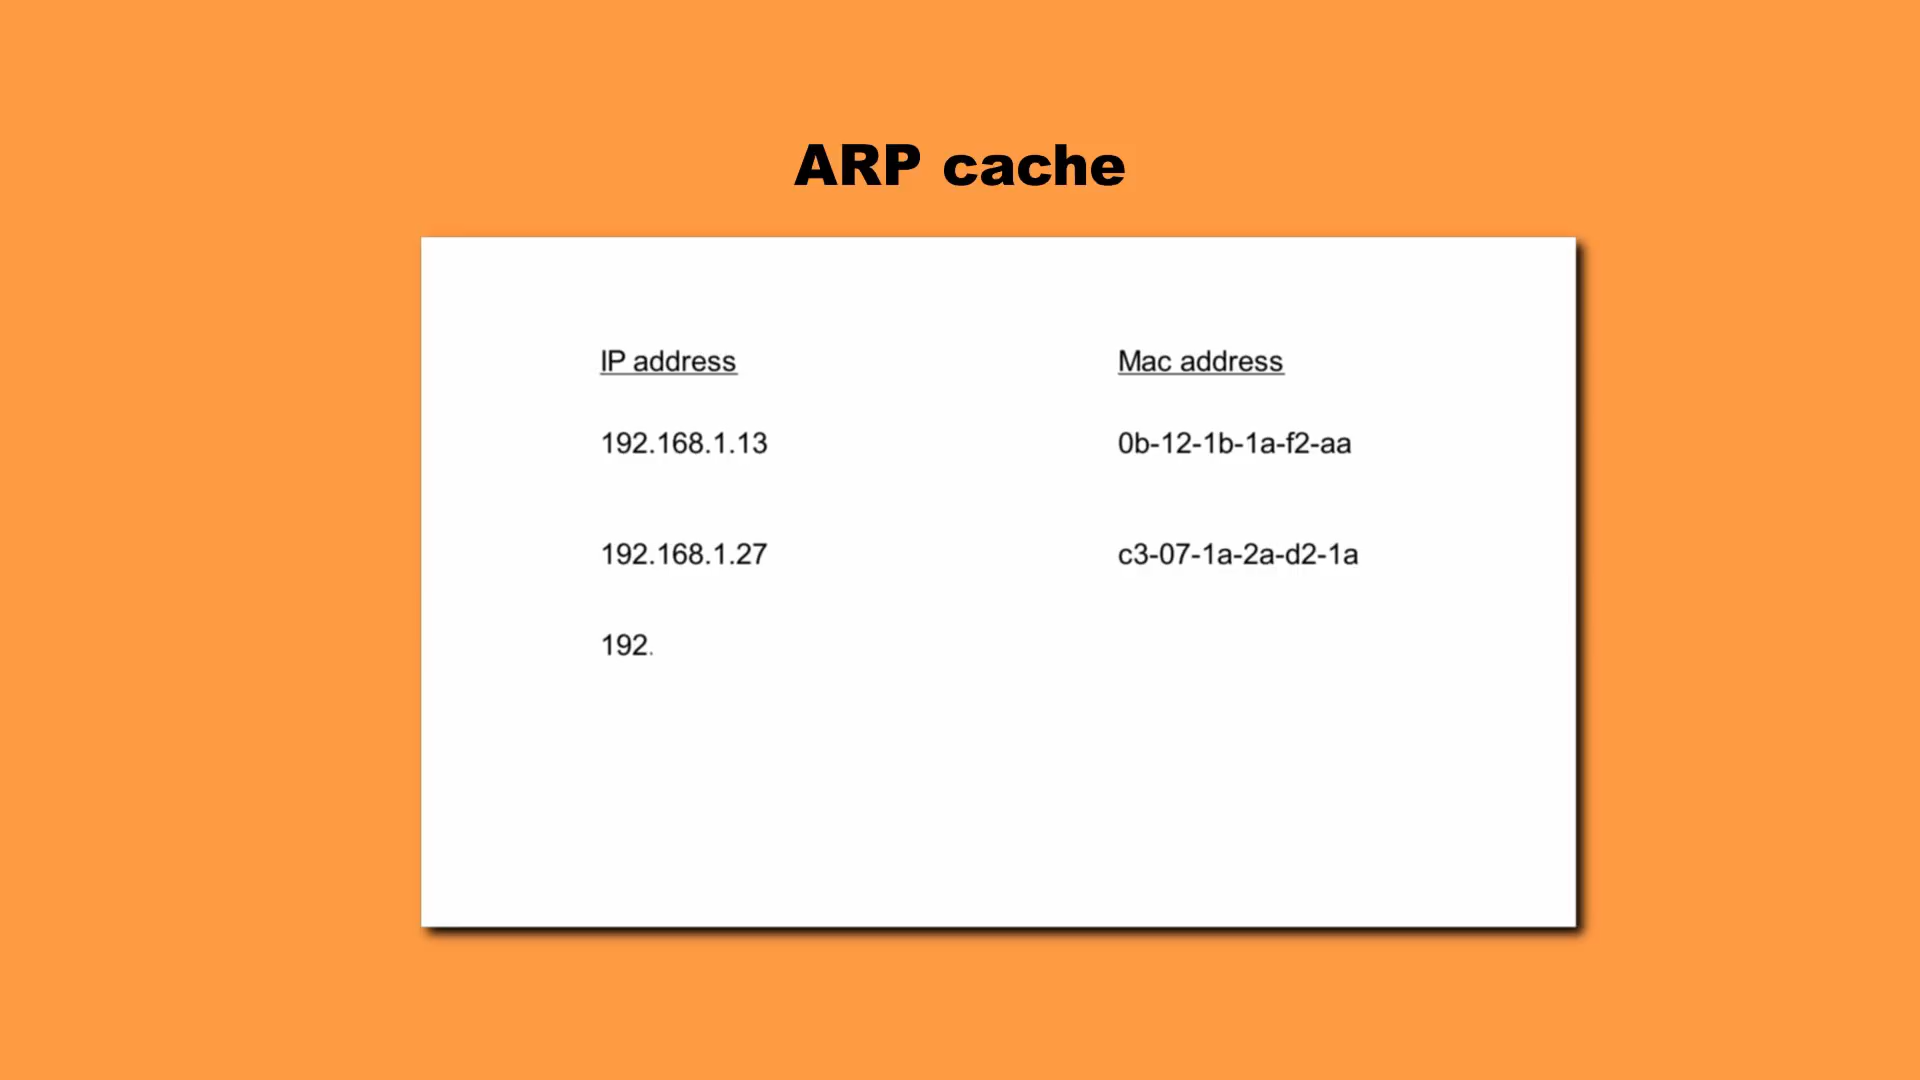 ARP cache
IP address Mac address
192.168.1.13 0b-12-1b-1a-f2-aa
192.168.1.27 c3-07-1a-2a-d2-1a
192.